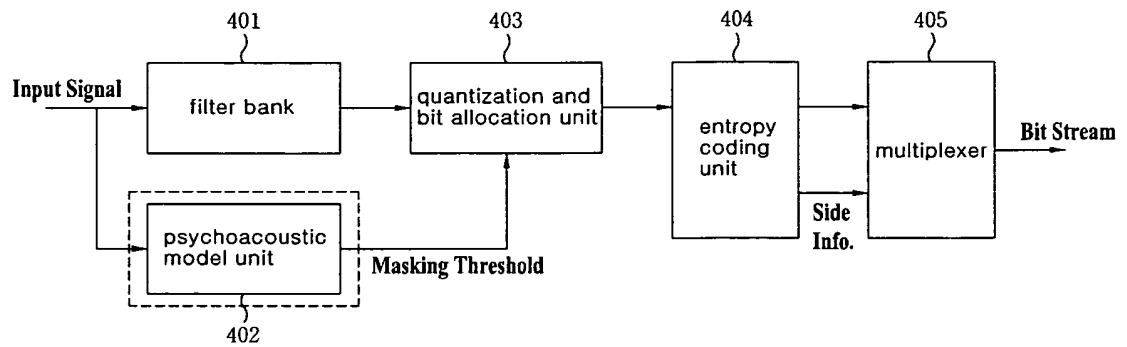 401
403
404
405
Input Signal
filter bank
quantization and
bit allocation unit
entropy
coding
unit
multiplexer
Bit Stream
psychoacoustic
model unit
Masking Threshold
Side
Info.
402